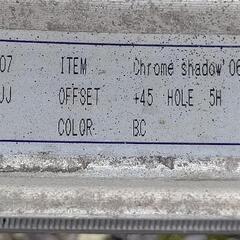 07 ITEM Chrome shadow'06
JJ OFFSET +45 HOLE 5H
COLOR BC